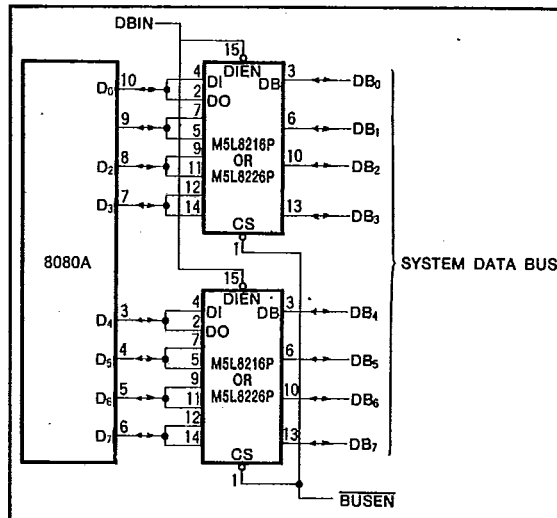 DBIN
15
D0 10 4 DI DIEN DB 3 DB0
2 DO
9 7
5 6 DB1
D2 8 9 M5L8216P 10 DB2
11 OR
M5L8226P
D3 7 12
14 13 DB3
CS
1
8080A
SYSTEM DATA BUS
15
D4 3 4 DI DIEN DB 3 DB4
2 DO
D5 4 7
5 M5L8216P 6 DB5
D6 5 9 OR
11 M5L8226P 10 DB6
D7 6 12
14 13 DB7
CS
1
BUSEN